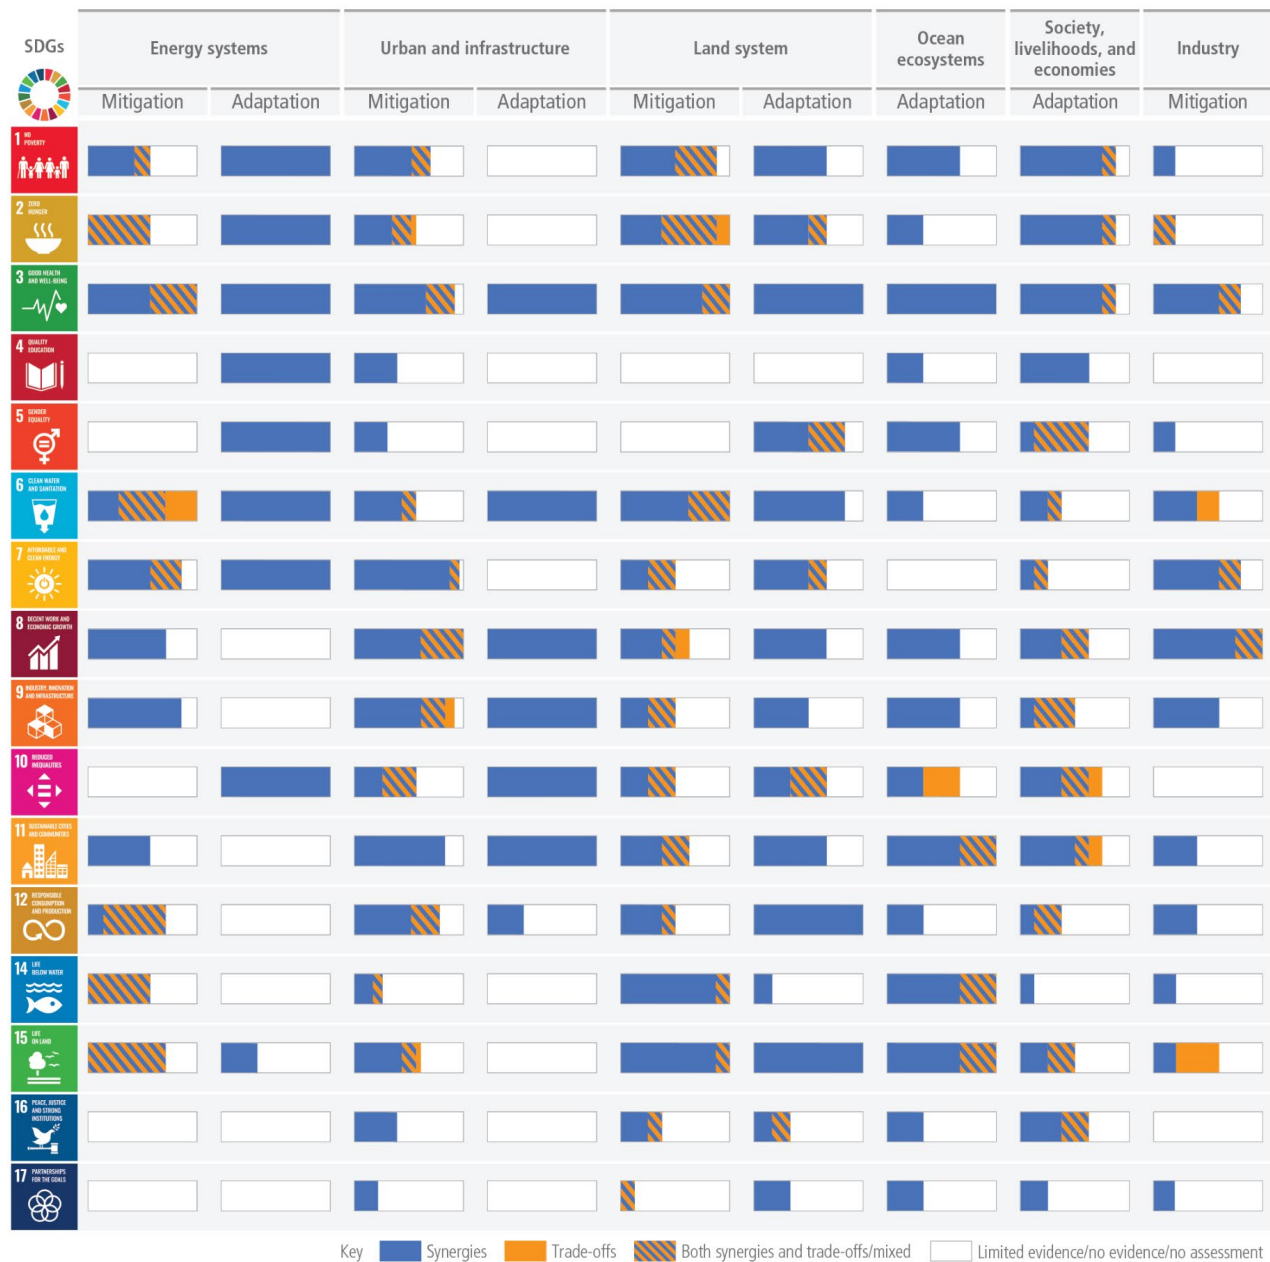 SDGs
Energy systems
Urban and infrastructure
Land system
Ocean
ecosystems
Society,
livelihoods, and
economies
Industry
Mitigation
Adaptation
Mitigation
Adaptation
Mitigation
Adaptation
Adaptation
Adaptation
Mitigation
1 NO
POVERTY
2 ZERO
HUNGER
3 GOOD HEALTH
AND WELL-BEING
4 QUALITY
EDUCATION
5 GENDER
EQUALITY
6 CLEAN WATER
AND SANITATION
7 AFFORDABLE AND
CLEAN ENERGY
8 DECENT WORK AND
ECONOMIC GROWTH
9 INDUSTRY, INNOVATION
AND INFRASTRUCTURE
10 REDUCED
INEQUALITIES
11 SUSTAINABLE CITIES
AND COMMUNITIES
12 RESPONSIBLE
CONSUMPTION
AND PRODUCTION
14 LIFE
BELOW WATER
15 LIFE
ON LAND
16 PEACE, JUSTICE
AND STRONG
INSTITUTIONS
17 PARTNERSHIPS
FOR THE GOALS
Key
Synergies
Trade-offs
Both synergies and trade-offs/mixed
Limited evidence/no evidence/no assessment